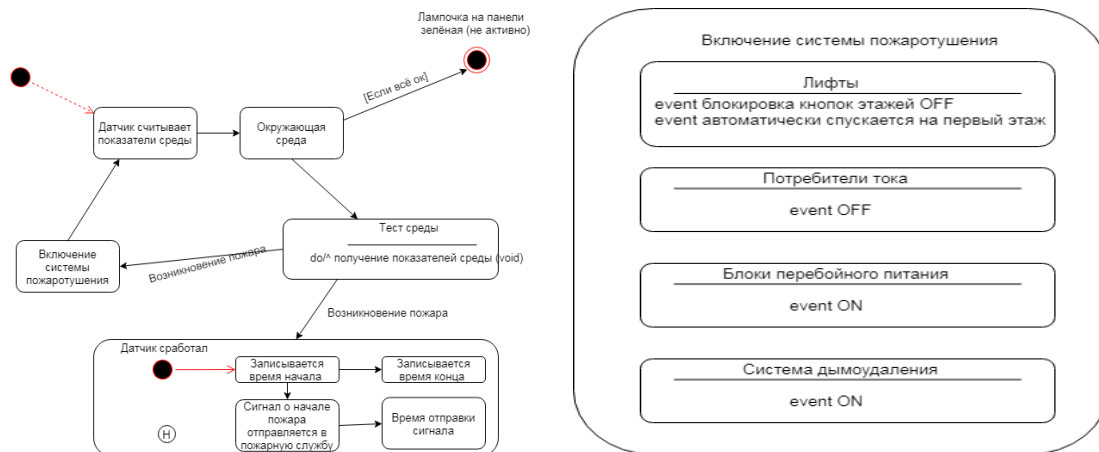 Лампочка на панели
зелёная (не активно)
[Если всё ок]
Датчик считывает
показатели среды
Окружающая
среда
Тест среды
do/^ получение показателей среды (void)
Возникновение пожара
Включение
системы
пожаротушения
Возникновение пожара
Датчик сработал
Записывается
время начала
Записывается
время конца
Сигнал о начале
пожара
отправляется в
пожарную службу
Время отправки
сигнала
H
Включение системы пожаротушения
Лифты
event блокировка кнопок этажей OFF
event автоматически спускается на первый этаж
Потребители тока
event OFF
Блоки перебойного питания
event ON
Система дымоудаления
event ON